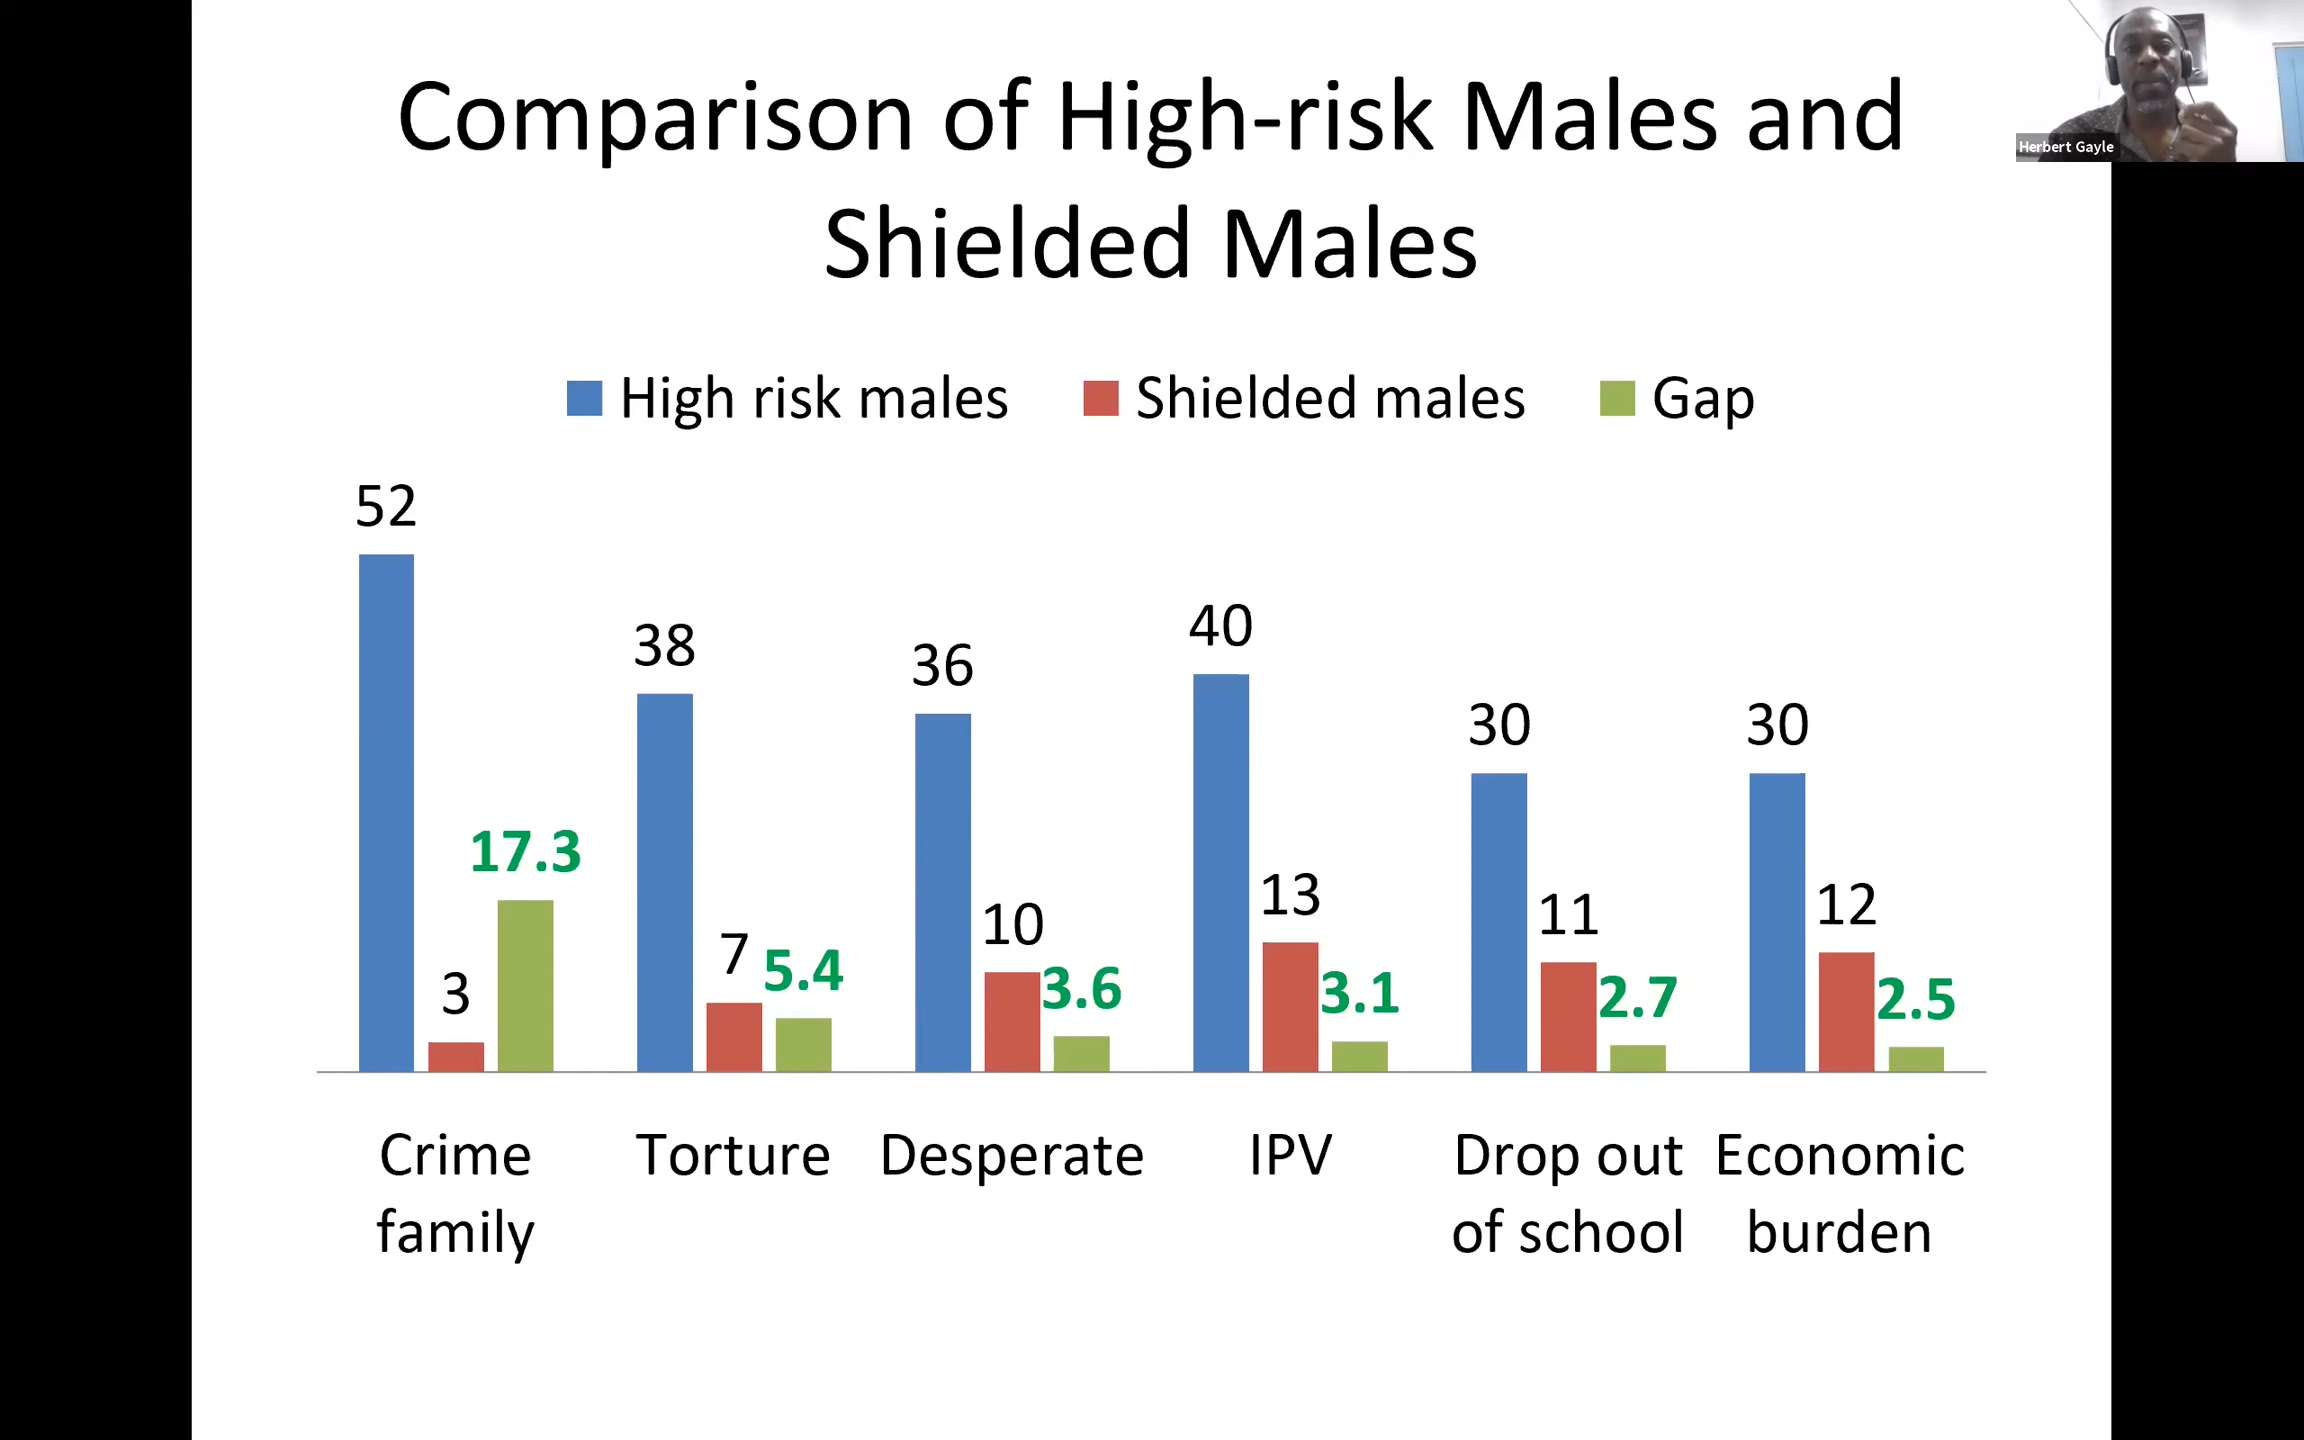 Comparison of High-risk Males and
Shielded Males
Herbert Gayle
High risk males
Shielded males
Gap
52
3
17.3
38
7
5.4
36
10
3.6
40
13
3.1
30
11
2.7
30
12
2.5
Crime
family
Torture
Desperate
IPV
Drop out
of school
Economic
burden